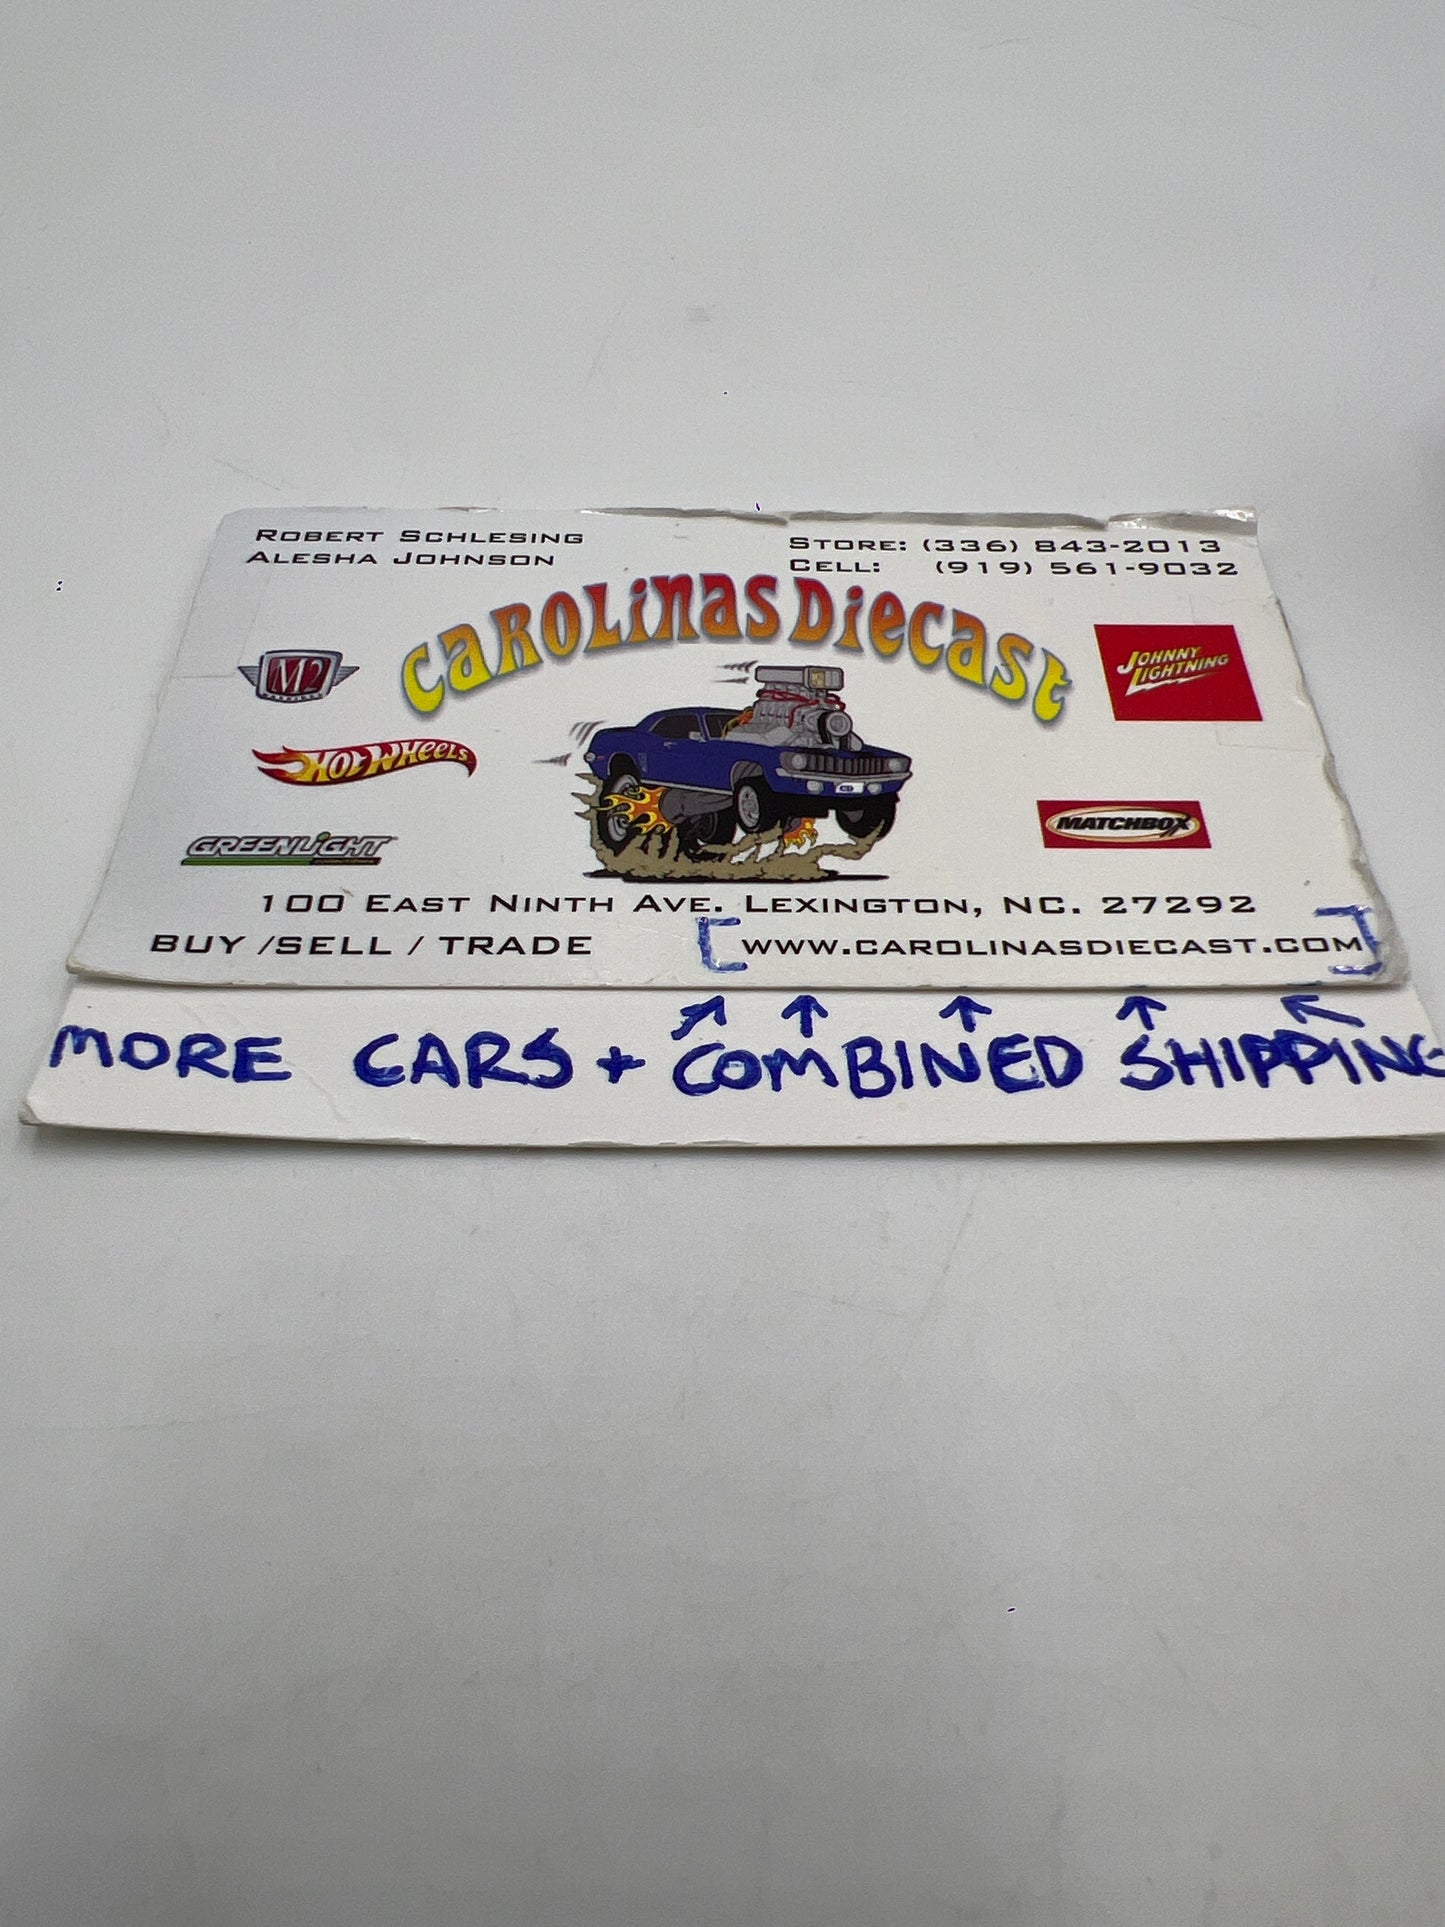 ROBERT SCHLESING
ALESHA JOHNSON
STORE: (336) 843-2013
CELL: (919) 561-9032
CAROLINAS DIECAST
M2
JOHNNY
LIGHTNING
HOT WHEELS
MATCHBOX
GREENLIGHT
100 EAST NINTH AVE. LEXINGTON, NC. 27292
BUY /SELL / TRADE
[WWW.CAROLINASDIECAST.COM]
↗ ↑ ↑ ↑ ↖
MORE CARS + COMBINED SHIPPING